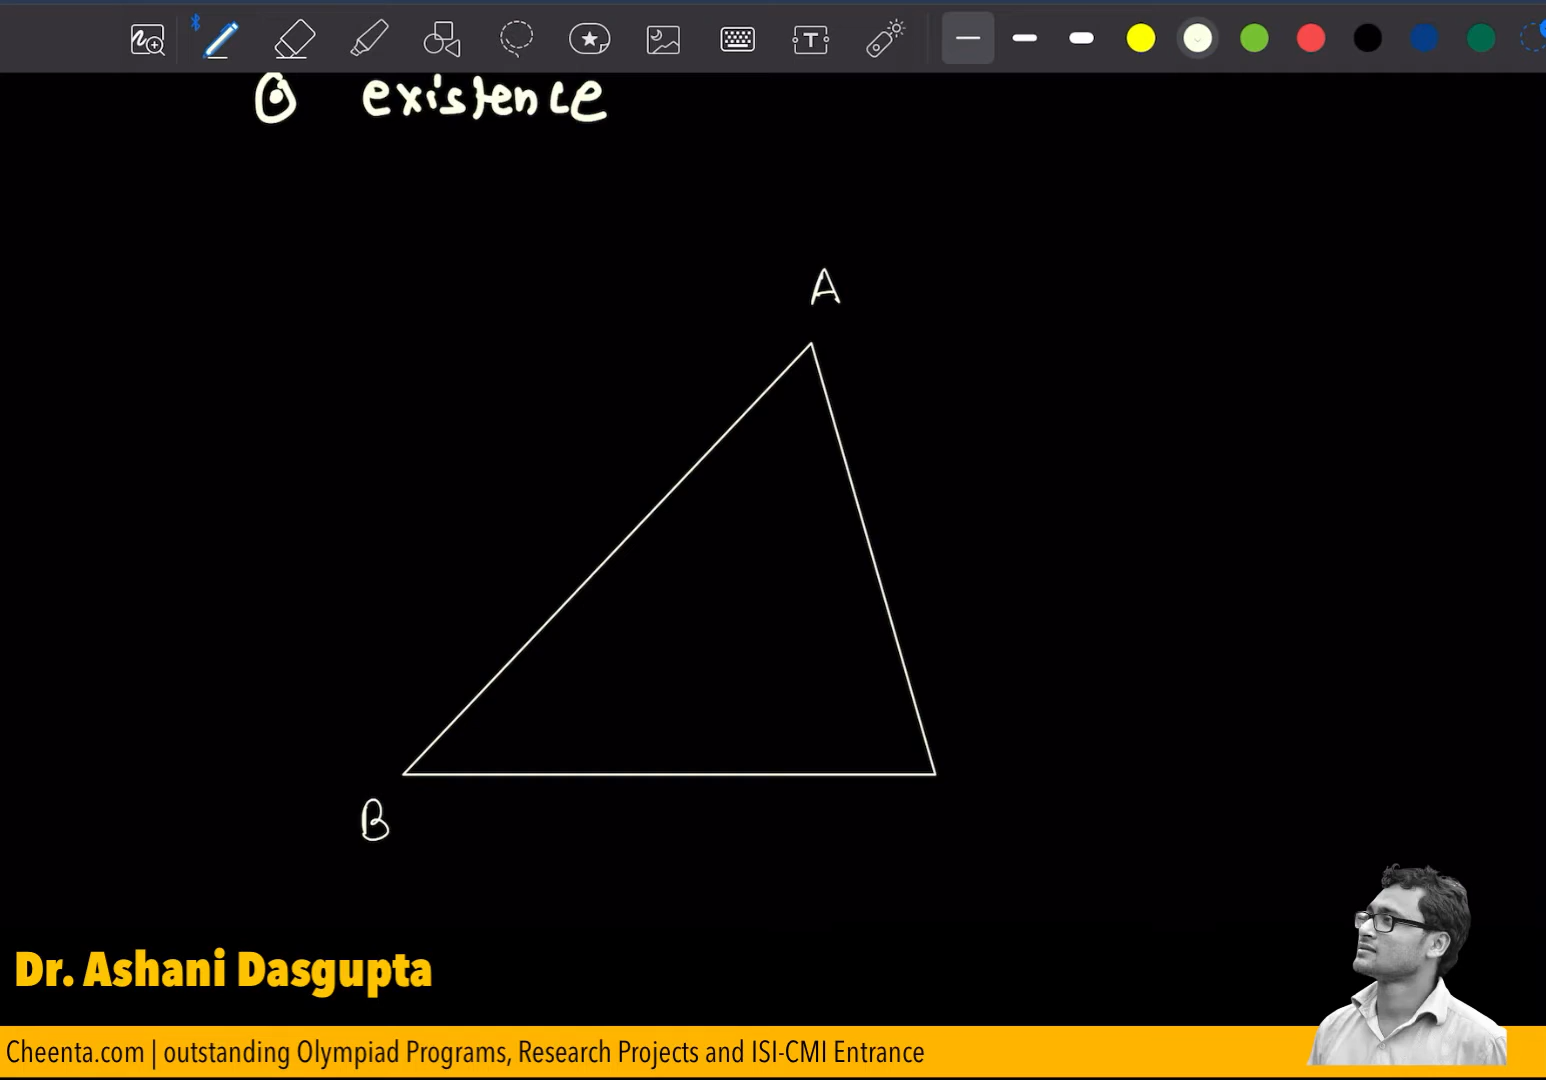 existence
A
B
Dr. Ashani Dasgupta
Cheenta.com | outstanding Olympiad Programs, Research Projects and ISI-CMI Entrance